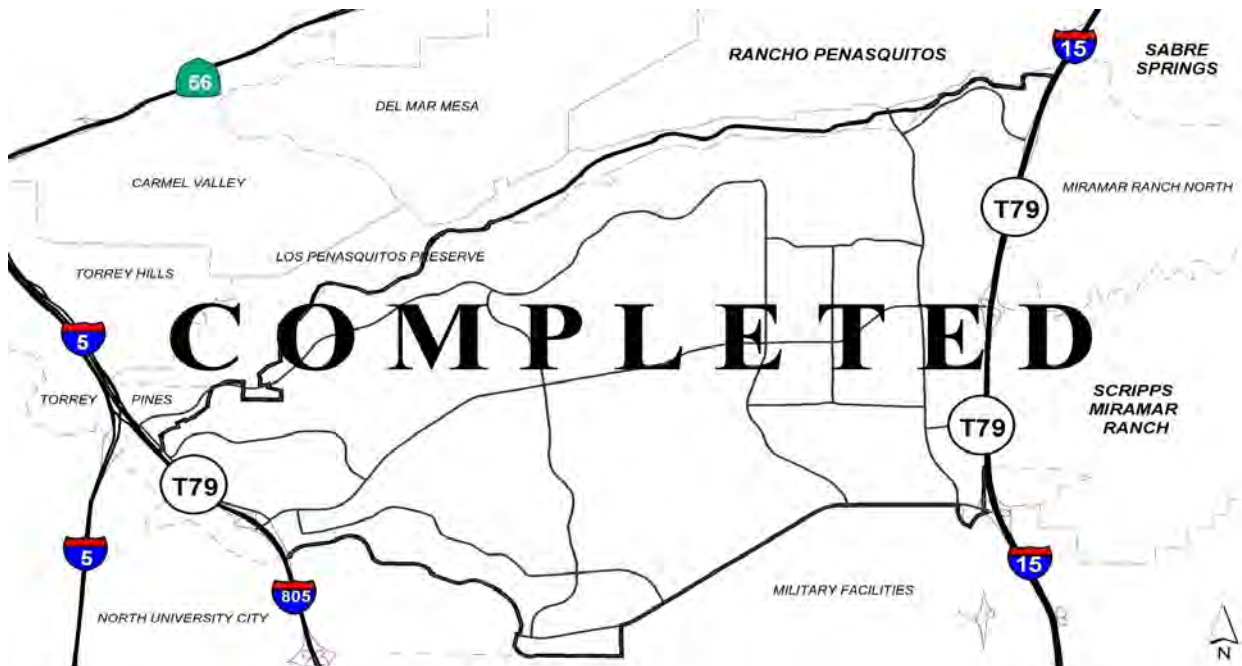 RANCHO PENASQUITOS
15
SABRE
SPRINGS
56
DEL MAR MESA
CARMEL VALLEY
MIRAMAR RANCH NORTH
T79
LOS PENASQUITOS PRESERVE
TORREY HILLS
COMPLETED
5
TORREY PINES
SCRIPPS
MIRAMAR
RANCH
T79
T79
5
15
805
MILITARY FACILITIES
NORTH UNIVERSITY CITY
N